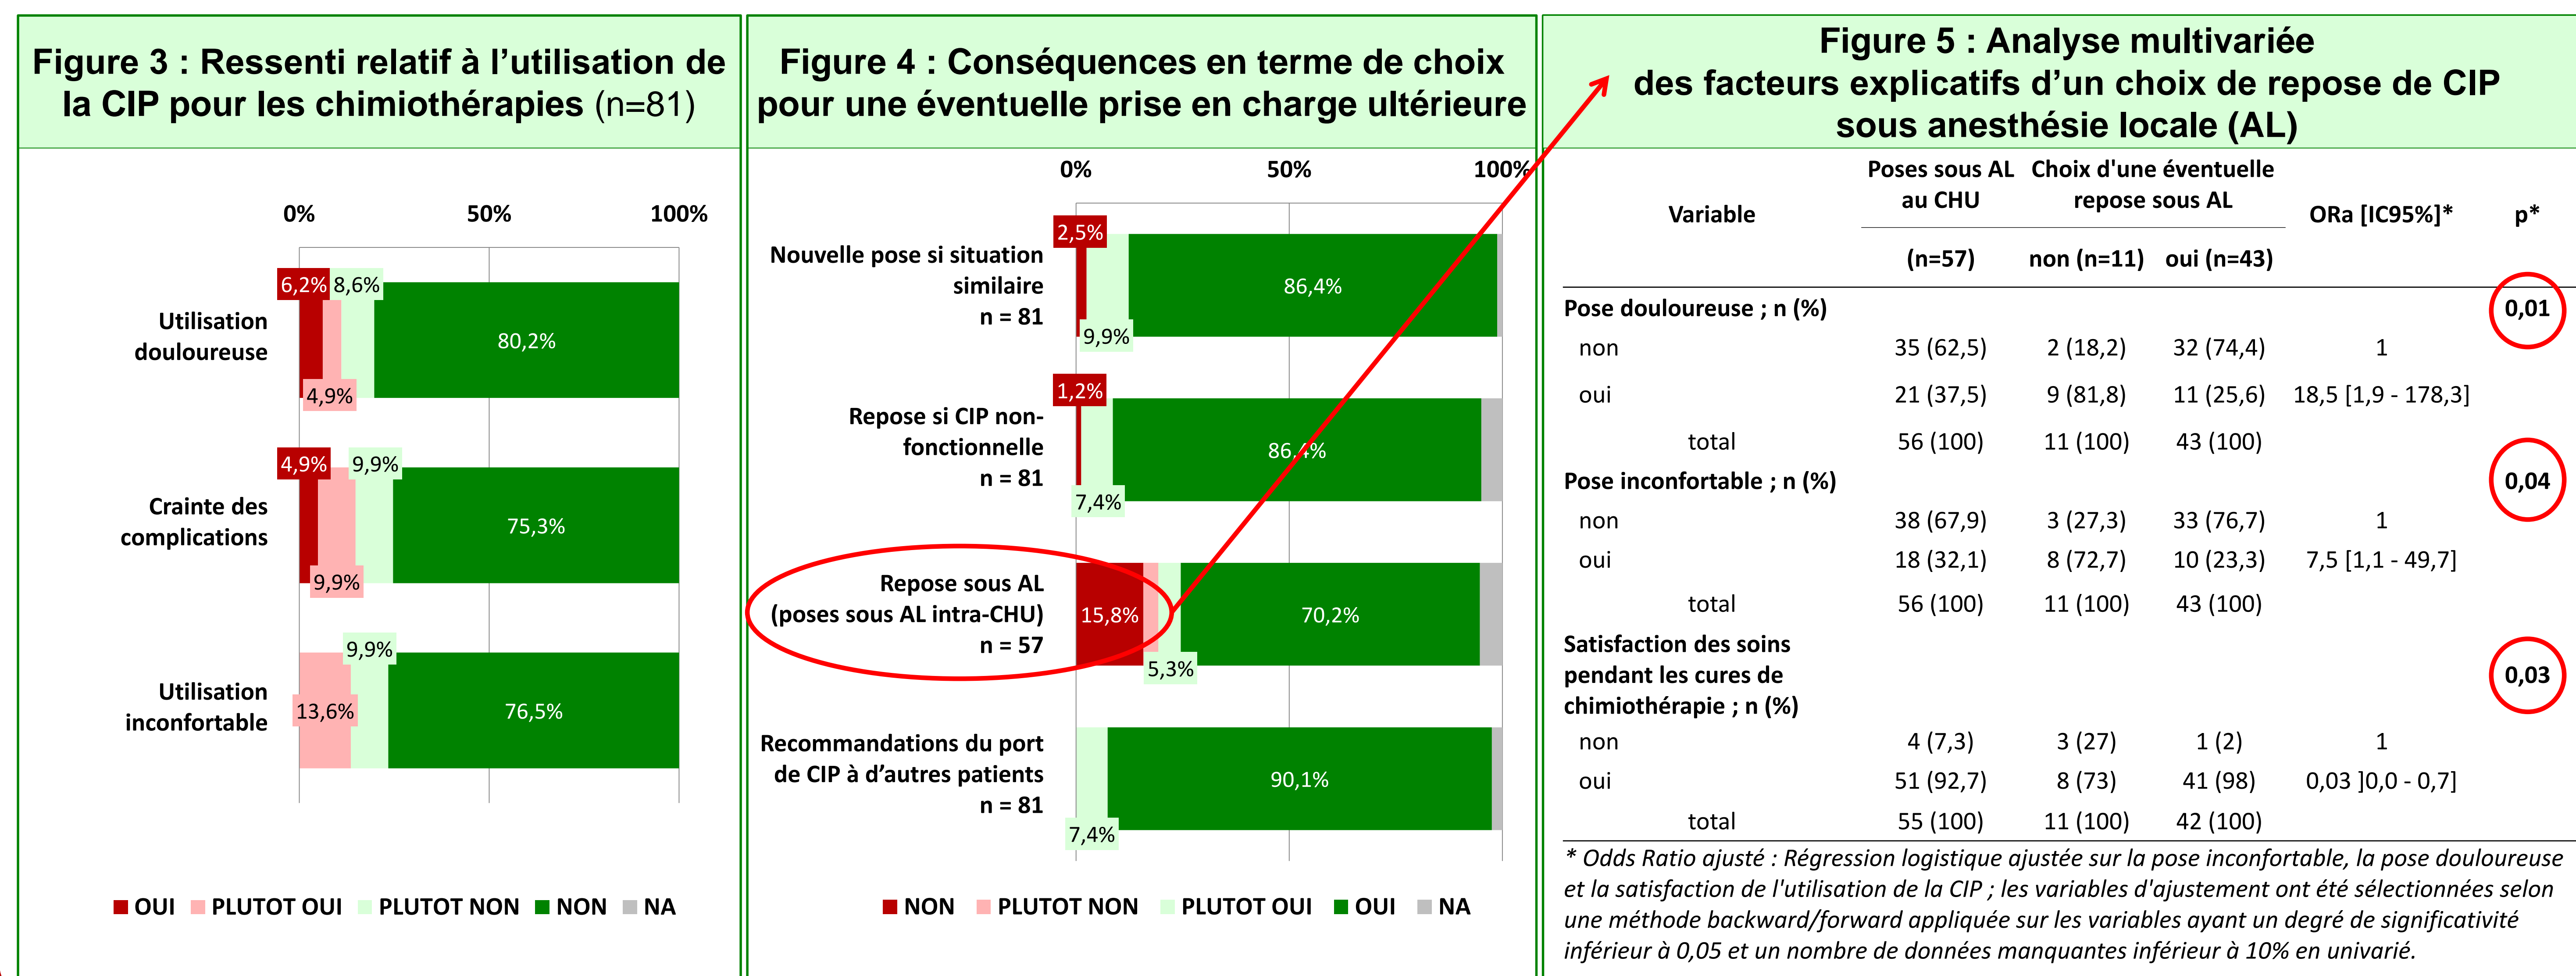 Figure 3 : Ressenti relatif à l’utilisation de
la CIP pour les chimiothérapies (n=81)
0% 50% 100%
6,2% 8,6%
Utilisation
douloureuse
80,2%
4,9%
4,9% 9,9%
Crainte des
complications
75,3%
9,9%
9,9%
Utilisation
inconfortable
13,6% 76,5%
OUI PLUTOT OUI PLUTOT NON NON NA
Figure 4 : Conséquences en terme de choix
pour une éventuelle prise en charge ultérieure
0% 50% 100%
2,5%
Nouvelle pose si situation
similaire
n = 81
86,4%
9,9%
1,2%
Repose si CIP non-
fonctionnelle
n = 81
86,4%
7,4%
Repose sous AL
(poses sous AL intra-CHU)
n = 57
15,8% 70,2%
5,3%
Recommandations du port
de CIP à d’autres patients
n = 81
90,1%
7,4%
NON PLUTOT NON PLUTOT OUI OUI NA
Figure 5 : Analyse multivariée
des facteurs explicatifs d’un choix de repose de CIP
sous anesthésie locale (AL)
Variable
Poses sous AL
au CHU
Choix d'une éventuelle
repose sous AL
ORa [IC95%]* p*
(n=57) non (n=11) oui (n=43)
Pose douloureuse ; n (%) 0,01
non 35 (62,5) 2 (18,2) 32 (74,4) 1
oui 21 (37,5) 9 (81,8) 11 (25,6) 18,5 [1,9 - 178,3]
total 56 (100) 11 (100) 43 (100)
Pose inconfortable ; n (%) 0,04
non 38 (67,9) 3 (27,3) 33 (76,7) 1
oui 18 (32,1) 8 (72,7) 10 (23,3) 7,5 [1,1 - 49,7]
total 56 (100) 11 (100) 43 (100)
Satisfaction des soins
pendant les cures de
chimiothérapie ; n (%)
0,03
non 4 (7,3) 3 (27) 1 (2) 1
oui 51 (92,7) 8 (73) 41 (98) 0,03 ]0,0 - 0,7]
total 55 (100) 11 (100) 42 (100)
* Odds Ratio ajusté : Régression logistique ajustée sur la pose inconfortable, la pose douloureuse
et la satisfaction de l'utilisation de la CIP ; les variables d'ajustement ont été sélectionnées selon
une méthode backward/forward appliquée sur les variables ayant un degré de significativité
inférieur à 0,05 et un nombre de données manquantes inférieur à 10% en univarié.